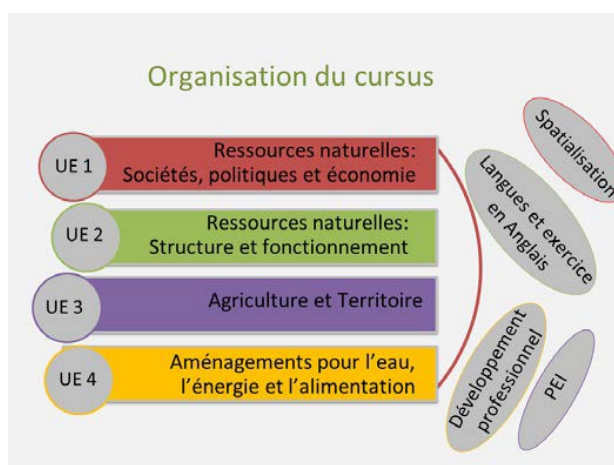 Organisation du cursus
UE 1
Ressources naturelles:
Sociétés, politiques et économie
UE 2
Ressources naturelles:
Structure et fonctionnement
UE 3
Agriculture et Territoire
UE 4
Aménagements pour l'eau,
l'énergie et l'alimentation
Spatialisation
Langues et exercice
en Anglais
Développement
professionnel
PEI